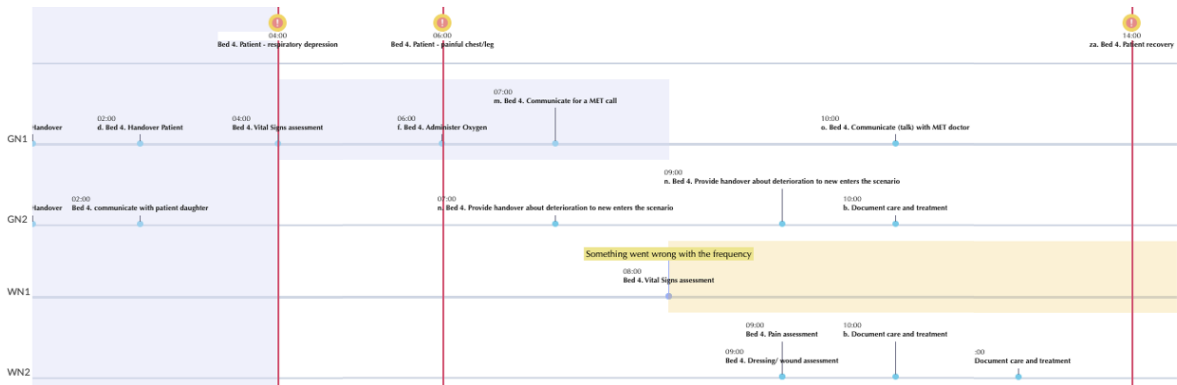 04:00
Bed 4. Patient - respiratory depression
06:00
Bed 4. Patient - painful chest/leg
14:00
za. Bed 4. Patient recovery
07:00
m. Bed 4. Communicate for a MET call
Handover
02:00
d. Bed 4. Handover Patient
04:00
Bed 4. Vital Signs assessment
06:00
f. Bed 4. Administer Oxygen
10:00
o. Bed 4. Communicate (talk) with MET doctor
GN1
09:00
n. Bed 4. Provide handover about deterioration to new enters the scenario
Handover
02:00
Bed 4. communicate with patient daughter
07:00
n. Bed 4. Provide handover about deterioration to new enters the scenario
10:00
b. Document care and treatment
GN2
Something went wrong with the frequency
08:00
Bed 4. Vital Signs assessment
WN1
09:00
Bed 4. Pain assessment
10:00
b. Document care and treatment
09:00
Bed 4. Dressing/ wound assessment
:00
Document care and treatment
WN2